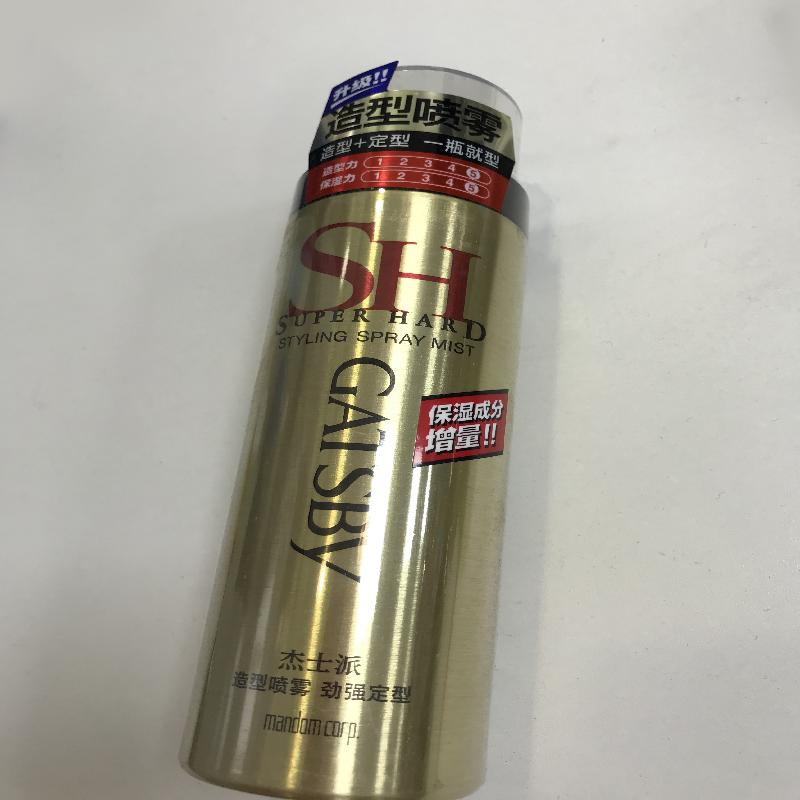 升级!!
造型喷雾
造型+定型 一瓶就型
造型力 1 2 3 4 5
保湿力 1 2 3 4 5
SH
SUPER HARD
STYLING SPRAY MIST
GATSBY
保湿成分
增量!!
杰士派
造型喷雾 劲强定型
mandom corp.